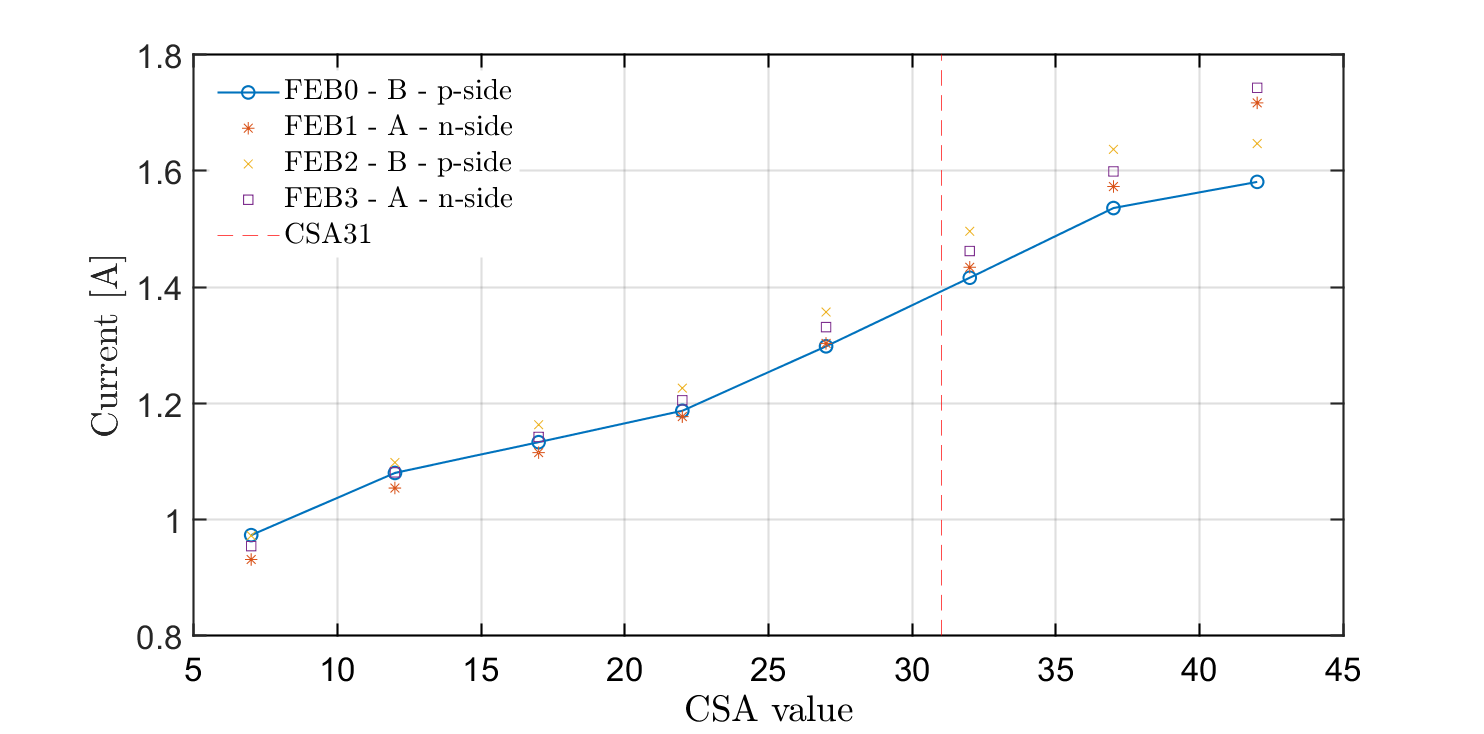 1.8
1.6
1.4
1.2
1
0.8
Current [A]
FEB0 - B - p-side
FEB1 - A - n-side
FEB2 - B - p-side
FEB3 - A - n-side
CSA31
5 10 15 20 25 30 35 40 45
CSA value